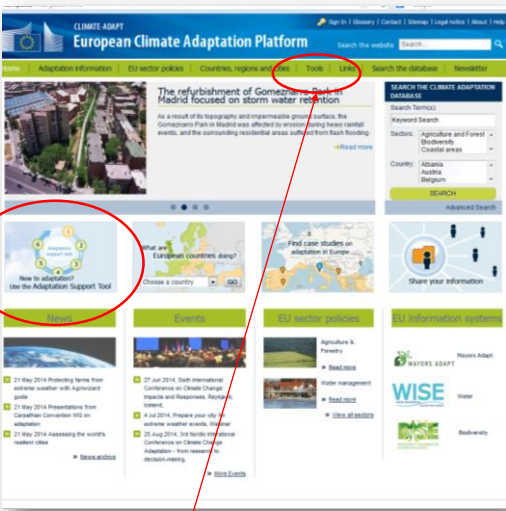 CLIMATE-ADAPT
European Climate Adaptation Platform
Sign In | Glossary | Contact | Sitemap | Legal notice | About | Help
Search the website
Search...
Home
Adaptation information
EU sector policies
Countries, regions and cities
Tools
Links
Search the database
Newsletter
The refurbishment of Gomeznarro Park in
Madrid focused on storm water retention
As a result of its topography and impermeable ground surface, the
Gomeznarro Park in Madrid was affected by erosion during heavy rainfall
events, and the surrounding residential areas suffered from flash flooding.
Read more
SEARCH THE CLIMATE ADAPTATION
DATABASE
Search Term(s)
Keyword Search
Sectors:
Agriculture and Forest
Biodiversity
Coastal areas
Country:
Albania
Austria
Belgium
SEARCH
Advanced Search
1
2
3
4
5
6
Adaptation
support tool
New to adaptation?
Use the Adaptation Support Tool
What are
European countries doing?
Choose a country
GO
Find case studies on
adaptation in Europe
Share your information
News
21 May 2014 Protecting farms from
extreme weather with Agriwizard
guide
21 May 2014 Presentations from
Carpathian Convention WG on
adaptation
21 May 2014 Assessing the world's
resilient cities
» News archive
Events
27 Jun 2014, Sixth International
Conference on Climate Change
Impacts and Responses, Reykjavik,
Iceland.
4 Jul 2014, Prepare your city for
extreme weather events, Webinar
25 Aug 2014, 3rd Nordic International
Conference on Climate Change
Adaptation - from research to
decision-making,
» More Events
EU sector policies
Agriculture &
Forestry
» Read more
Water management
» Read more
» View all sectors
EU information systems
MAYORS ADAPT
Mayors Adapt
WISE
Water
Biodiversity